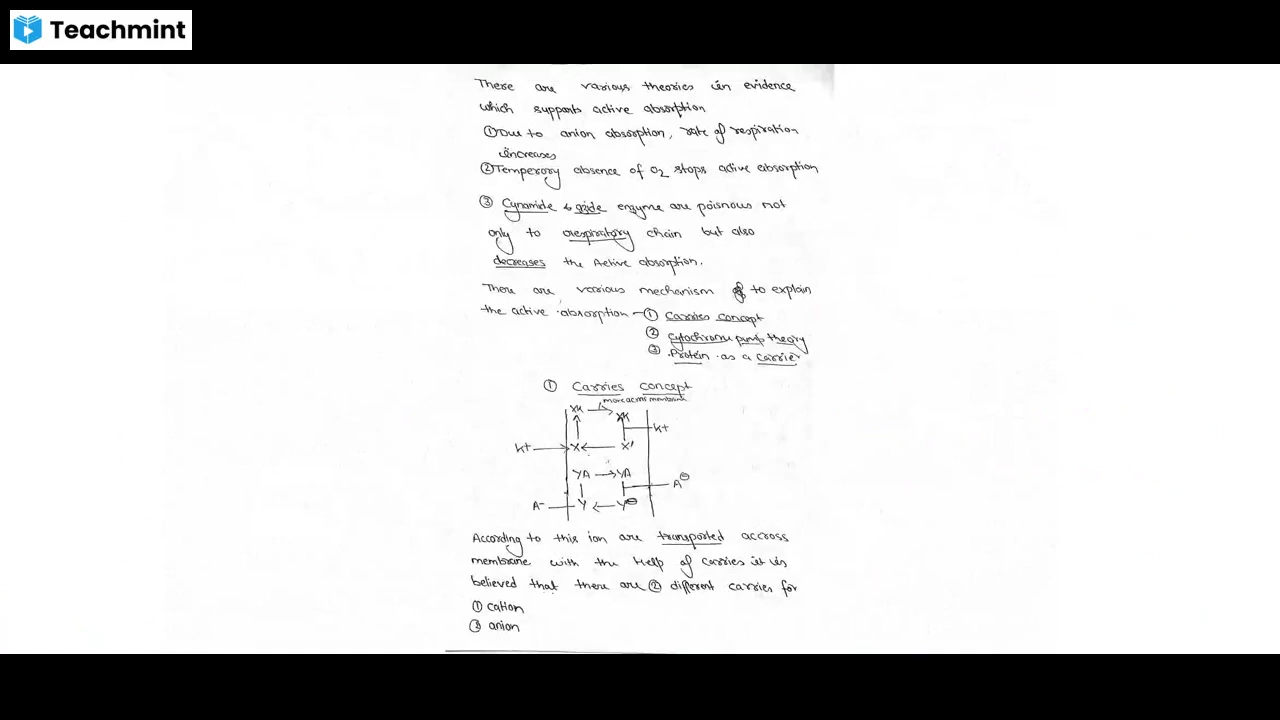 Teachmint
There are various theories in evidence
which supports active absorption
① Due to anion absorption, rate of respiration
increases
② Temperory absence of O2 stops active absorption
③ Cynamide & oxide enzyme are poisnous not
only to respiratory chain but also
decreases the Active absorption.
There are various mechanism to explain
the active absorption – ① Carries concept
② Cytochrome pump theory
③ Protein as a carrier
① Carries concept
XK → XK
K+ → X ← X' K+
YA → YA
A⊖
A- Y ← Y
According to this ion are transported accross
membrane with the Help of carries it is
believed that there are ② different carries for
① cation
② anion